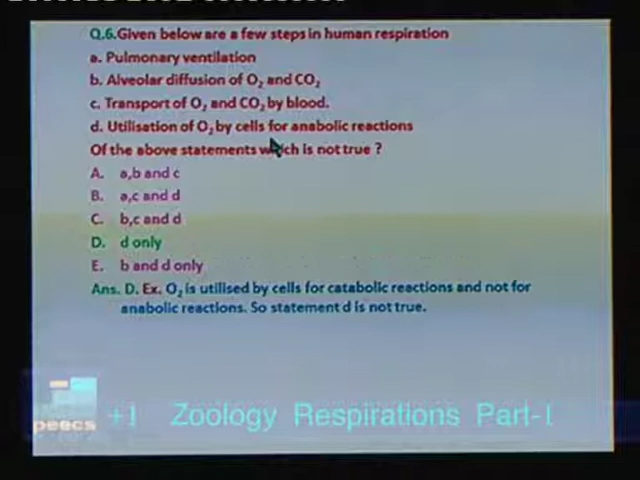 Q.6.Given below are a few steps in human respiration
a. Pulmonary ventilation
b. Alveolar diffusion of O₂ and CO₂
c. Transport of O₂ and CO₂ by blood.
d. Utilisation of O₂ by cells for anabolic reactions
Of the above statements which is not true ?
A. a,b and c
B. a,c and d
C. b,c and d
D. d only
E. b and d only
Ans. D. Ex. O₂ is utilised by cells for catabolic reactions and not for
anabolic reactions. So statement d is not true.
peecs
+1 Zoology Respirations Part-1